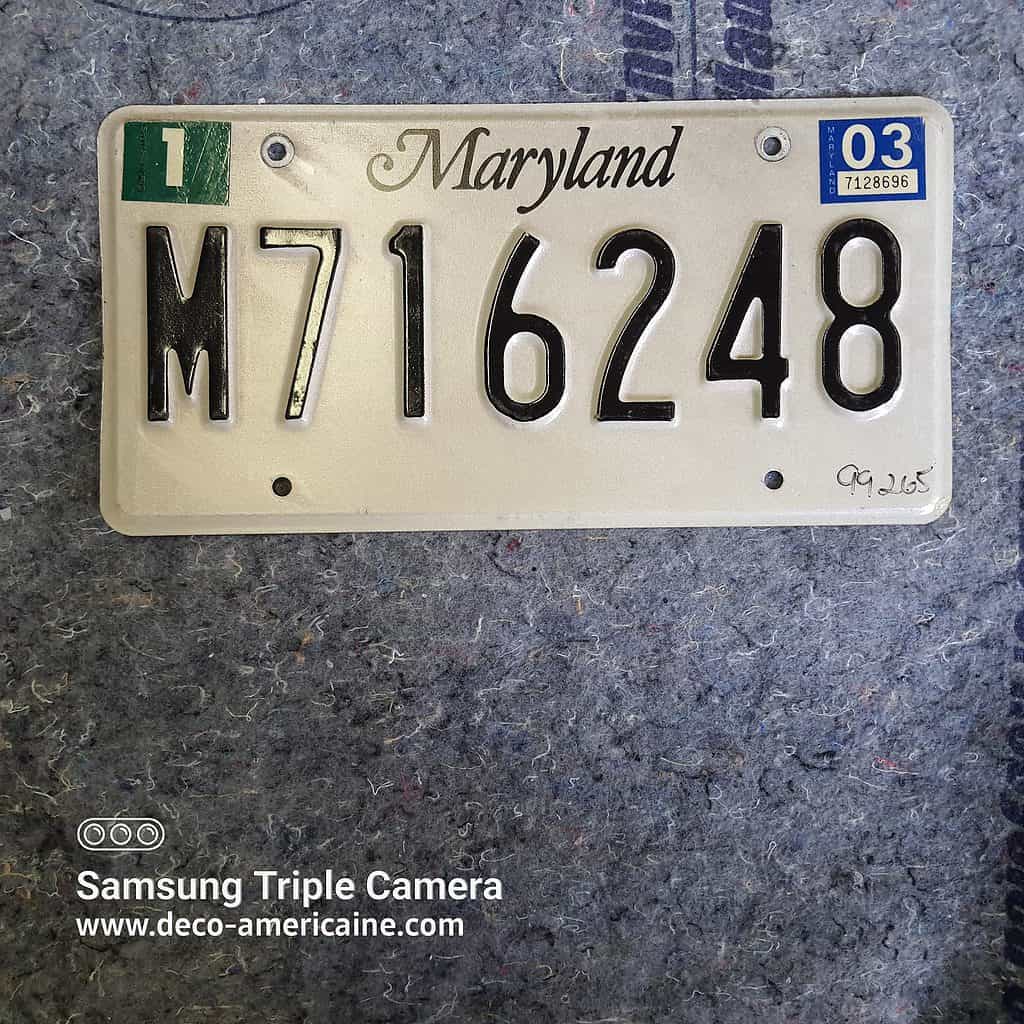 1
Maryland
MARYLAND
03
7128696
M716248
99265
Samsung Triple Camera
www.deco-americaine.com